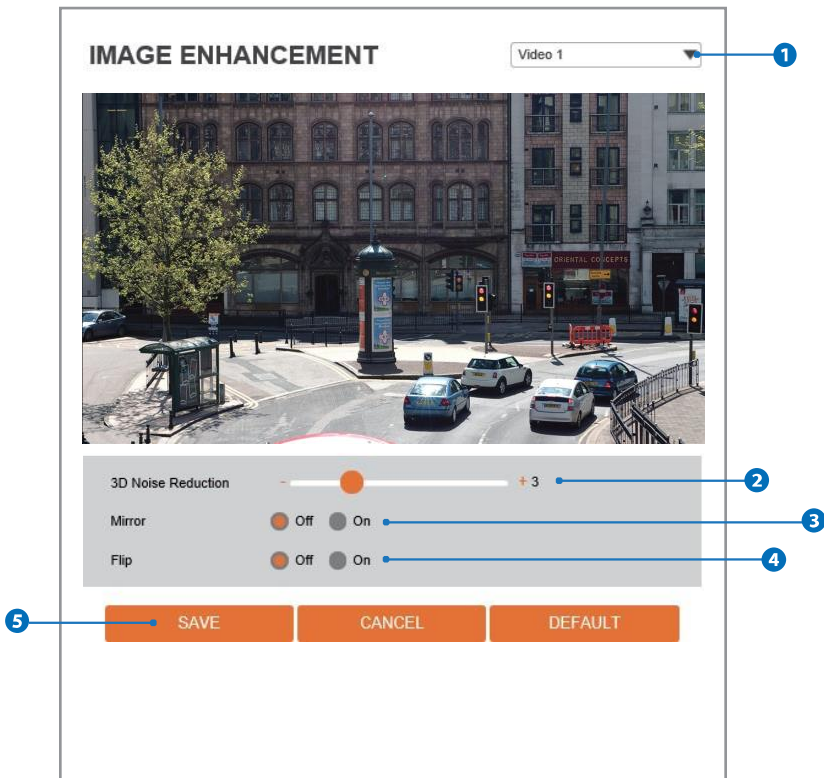 IMAGE ENHANCEMENT
Video 1
1
ORIENTAL CONCEPTS
3D Noise Reduction - + 3
2
Mirror Off On
3
Flip Off On
4
5
SAVE CANCEL DEFAULT